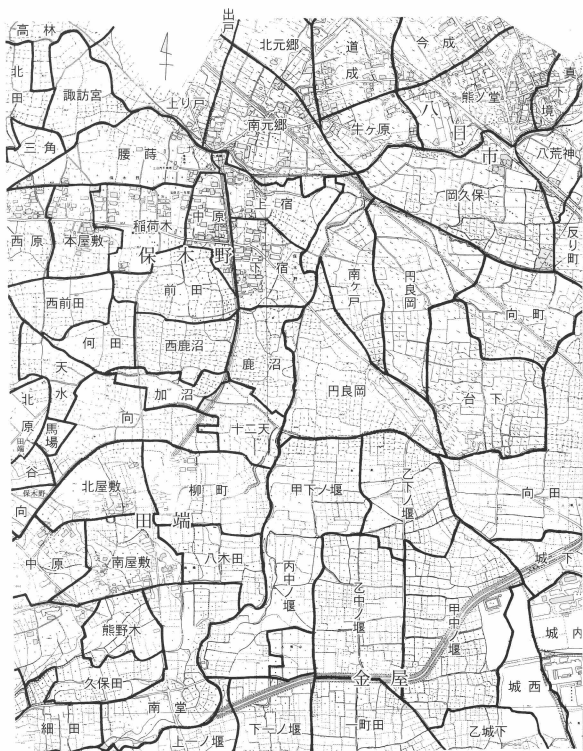 出戸
高林
北元郷
道成
今成
北田
諏訪宮
上り戸
熊ノ堂
八日市
下境
南元郷
牛ヶ原
三角
腰蒔
八荒神
岡久保
稲荷木
中原
上ノ宿
西原
本屋敷
反り町
保木野
宿
南ヶ戸
円良岡
前田
西前田
向町
何田
西鹿沼
鹿沼
天水
加沼
円良岡
台下
北原
馬場
向
十二天
田端
谷
保木野
北屋敷
柳町
甲下ノ堰
乙下ノ堰
向田
向
田端
中原
南屋敷
八木田
丙中ノ堰
乙中ノ堰
甲中ノ堰
城下
熊野木
城内
久保田
金屋
城西
細田
南堂
上一ノ堰
下一ノ堰
一町田
乙城下